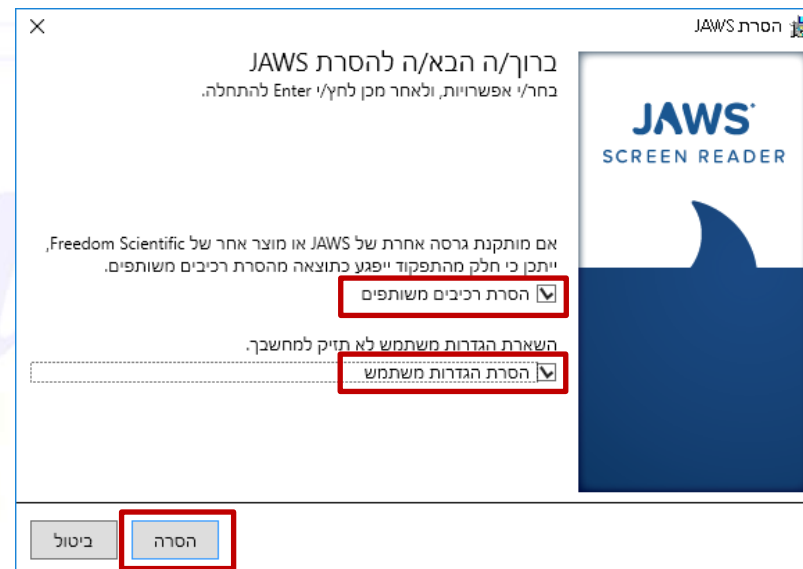 הסרת JAWS
JAWS
SCREEN READER
ברוך/ה הבא/ה להסרת JAWS
בחר/י אפשרויות, ולאחר מכן לחץ/י Enter להתחלה.
אם מותקנת גרסה אחרת של JAWS או מוצר אחר של Freedom Scientific,
ייתכן כי חלק מהתפקוד ייפגע כתוצאה מהסרת רכיבים משותפים.
הסרת רכיבים משותפים
השארת הגדרות משתמש לא תזיק למחשבך.
הסרת הגדרות משתמש
הסרה
ביטול